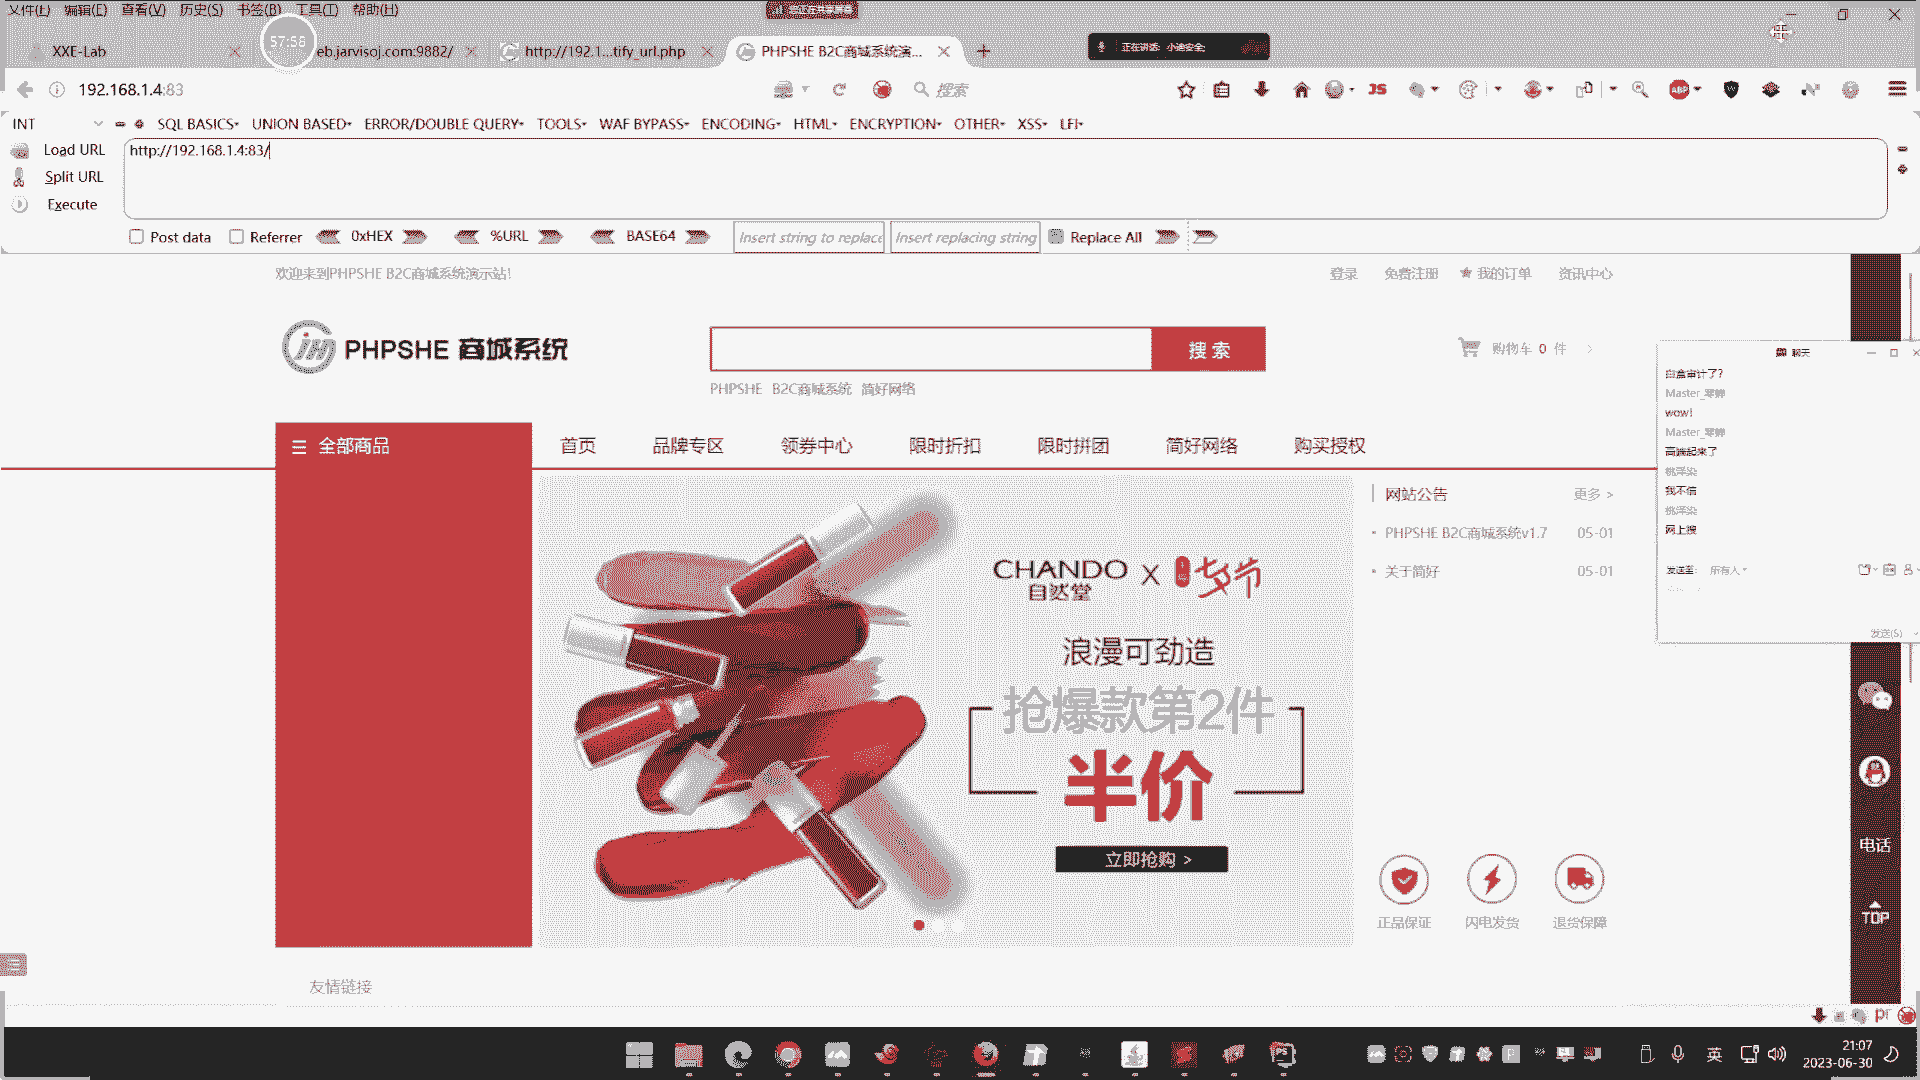 文件(F) 编辑(E) 查看(V) 历史(S) 书签(B) 工具(T) 帮助(H)
XXE-Lab
57:58
eb.jarvisoj.com:9882/
http://192.1...tify_url.php
PHPSHE B2C商城系统演...
正在讲话: 小迪安全;
192.168.1.4:83
搜索
INT
SQL BASICS UNION BASED ERROR/DOUBLE QUERY TOOLS WAF BYPASS ENCODING HTML ENCRYPTION OTHER XSS LFI
Load URL
http://192.168.1.4:83/
Split URL
Execute
Post data Referrer 0xHEX %URL BASE64 Insert string to replace Insert replacing string Replace All
欢迎来到PHPSHE B2C商城系统演示站!
登录 免费注册 我的订单 资讯中心
PHPSHE 商城系统
搜 索
购物车 0 件 >
PHPSHE B2C商城系统 简好网络
全部商品
首页 品牌专区 领券中心 限时折扣 限时拼团 简好网络 购买授权
网站公告 更多 >
PHPSHE B2C商城系统v1.7 05-01
关于简好 05-01
CHANDO X 七夕节
自然堂
浪漫可劲造
抢爆款第2件
半价
立即抢购 >
正品保证 闪电发货 退货保障
友情链接
聊天
白盒审计了?
Master_零蝉
wow!
Master_零蝉
高端起来了
我不信
网上搜
发送至: 所有人
发送(S)
电话
TOP
英
21:07
2023-06-30